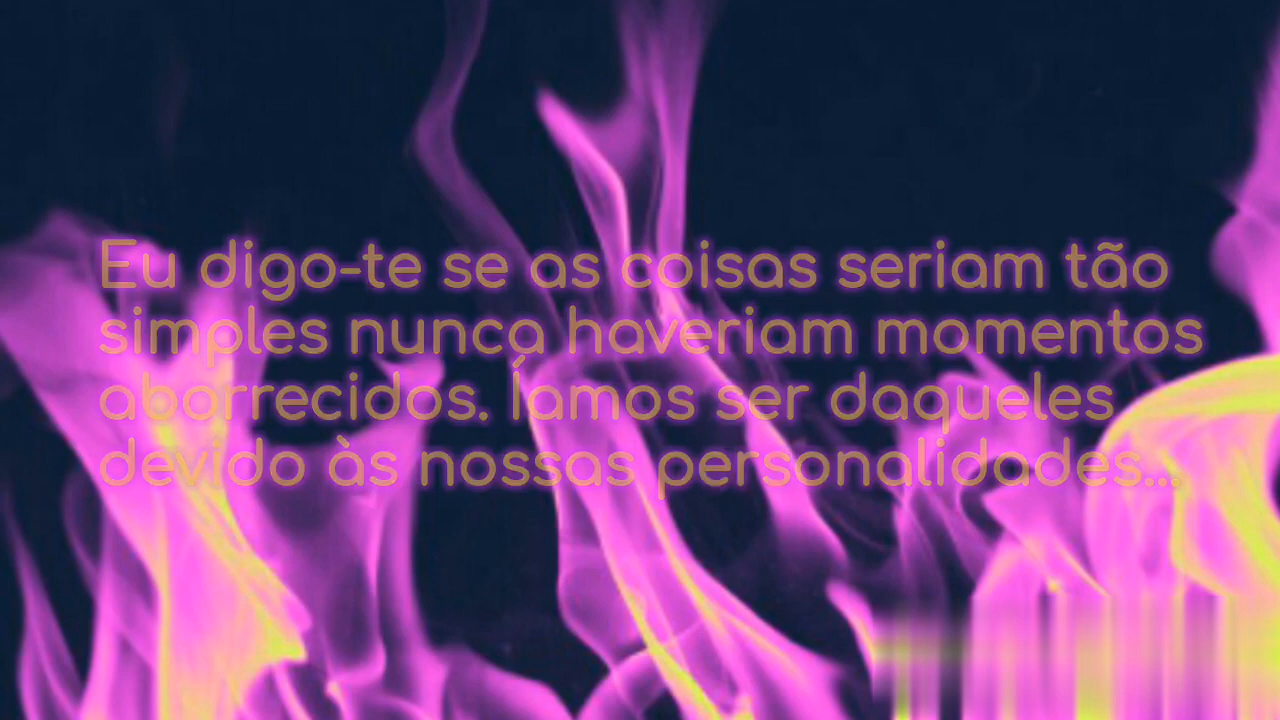 Eu digo-te se as coisas seriam tão
simples nunca haveriam momentos
aborrecidos. Íamos ser daqueles
devido às nossas personalidades...